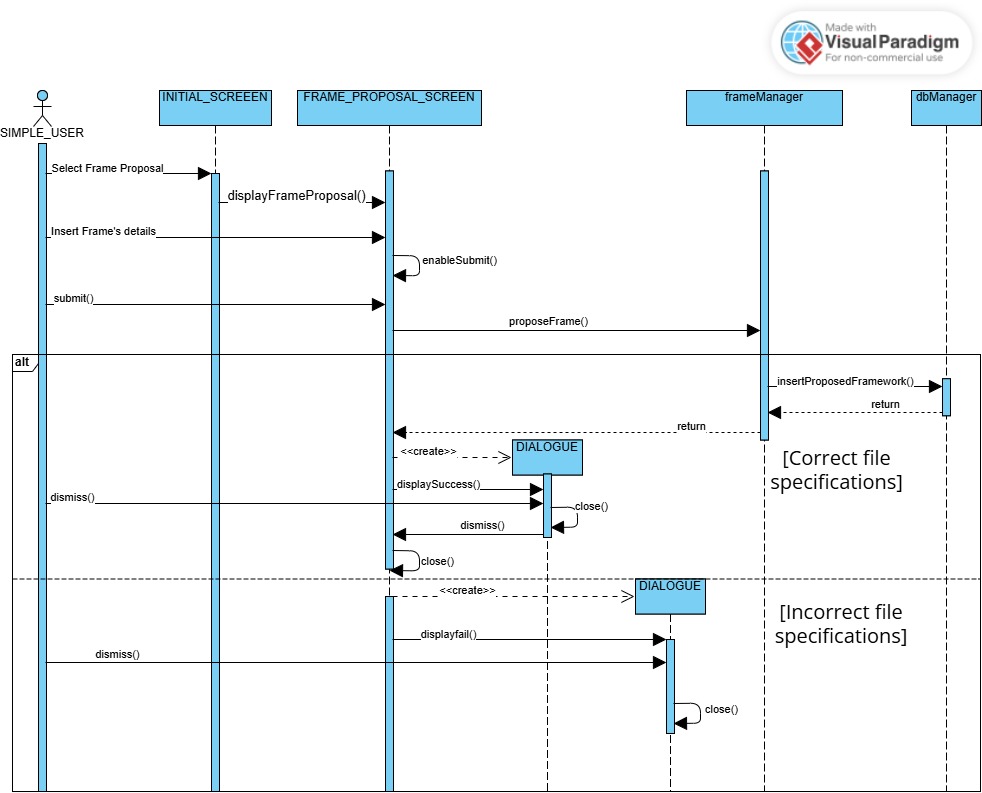 Made with
Visual Paradigm
For non-commercial use
SIMPLE_USER
INITIAL_SCREEEN
FRAME_PROPOSAL_SCREEN
frameManager
dbManager
Select Frame Proposal
displayFrameProposal()
Insert Frame's details
enableSubmit()
submit()
proposeFrame()
alt
insertProposedFramework()
return
return
<<create>>
DIALOGUE
[Correct file
specifications]
displaySuccess()
dismiss()
close()
dismiss()
close()
<<create>>
DIALOGUE
[Incorrect file
specifications]
displayfail()
dismiss()
close()